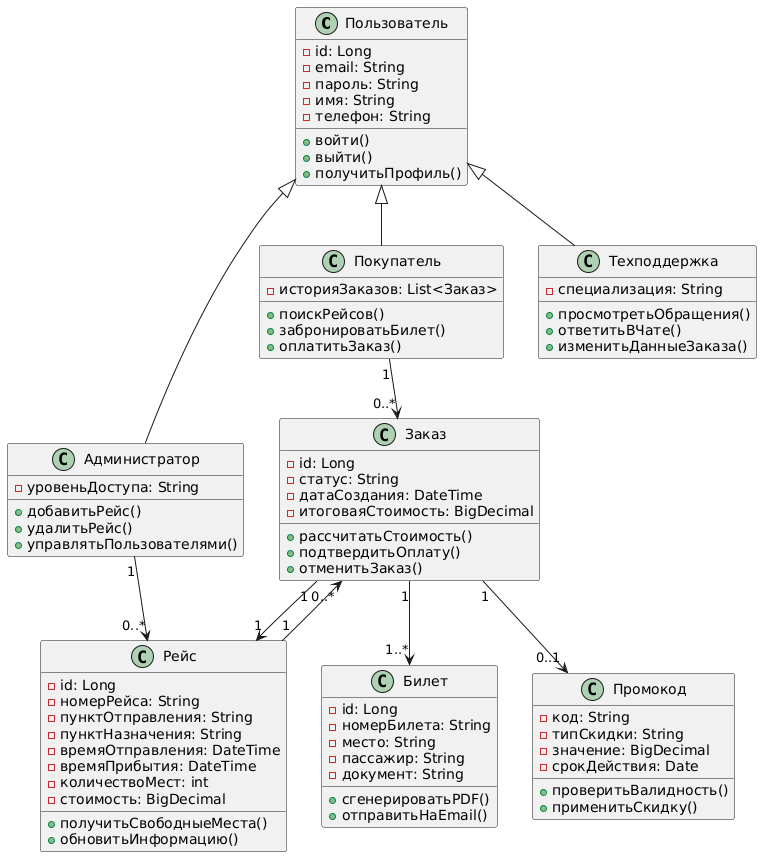 C Пользователь
id: Long
email: String
пароль: String
имя: String
телефон: String
войти()
выйти()
получитьПрофиль()
C Покупатель
историяЗаказов: List<Заказ>
поискРейсов()
забронироватьБилет()
оплатитьЗаказ()
C Техподдержка
специализация: String
просмотретьОбращения()
ответитьВЧате()
изменитьДанныеЗаказа()
1
0..*
C Администратор
уровеньДоступа: String
добавитьРейс()
удалитьРейс()
управлятьПользователями()
C Заказ
id: Long
статус: String
датаСоздания: DateTime
итоговаяСтоимость: BigDecimal
рассчитатьСтоимость()
подтвердитьОплату()
отменитьЗаказ()
1
0..*
1
1
0..*
1
1
1..*
1
0..1
C Рейс
id: Long
номерРейса: String
пунктОтправления: String
пунктНазначения: String
времяОтправления: DateTime
времяПрибытия: DateTime
количествоМест: int
стоимость: BigDecimal
получитьСвободныеМеста()
обновитьИнформацию()
C Билет
id: Long
номерБилета: String
место: String
пассажир: String
документ: String
сгенерироватьPDF()
отправитьНаEmail()
C Промокод
код: String
типСкидки: String
значение: BigDecimal
срокДействия: Date
проверитьВалидность()
применитьСкидку()